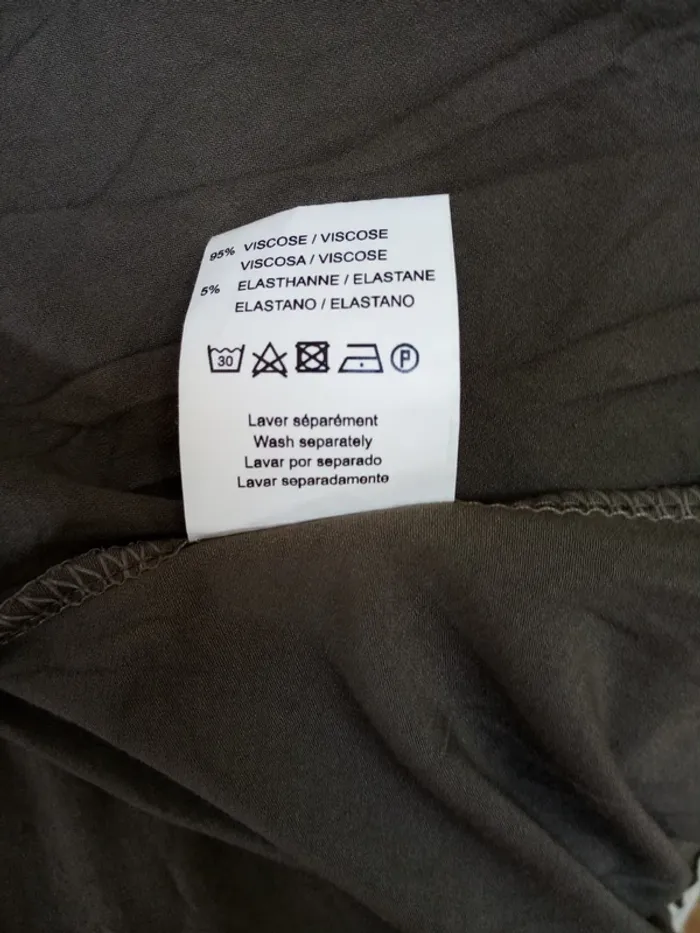 95% VISCOSE / VISCOSE
VISCOSA / VISCOSE
5% ELASTHANNE / ELASTANE
ELASTANO / ELASTANO
30 P
Laver séparément
Wash separately
Lavar por separado
Lavar separadamente